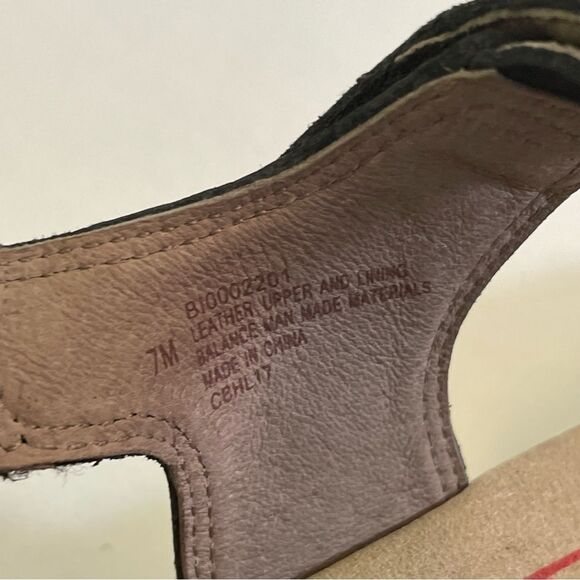 7M
BI0002201
LEATHER UPPER AND LINING
BALANCE MAN MADE MATERIALS
MADE IN CHINA
CBHL17